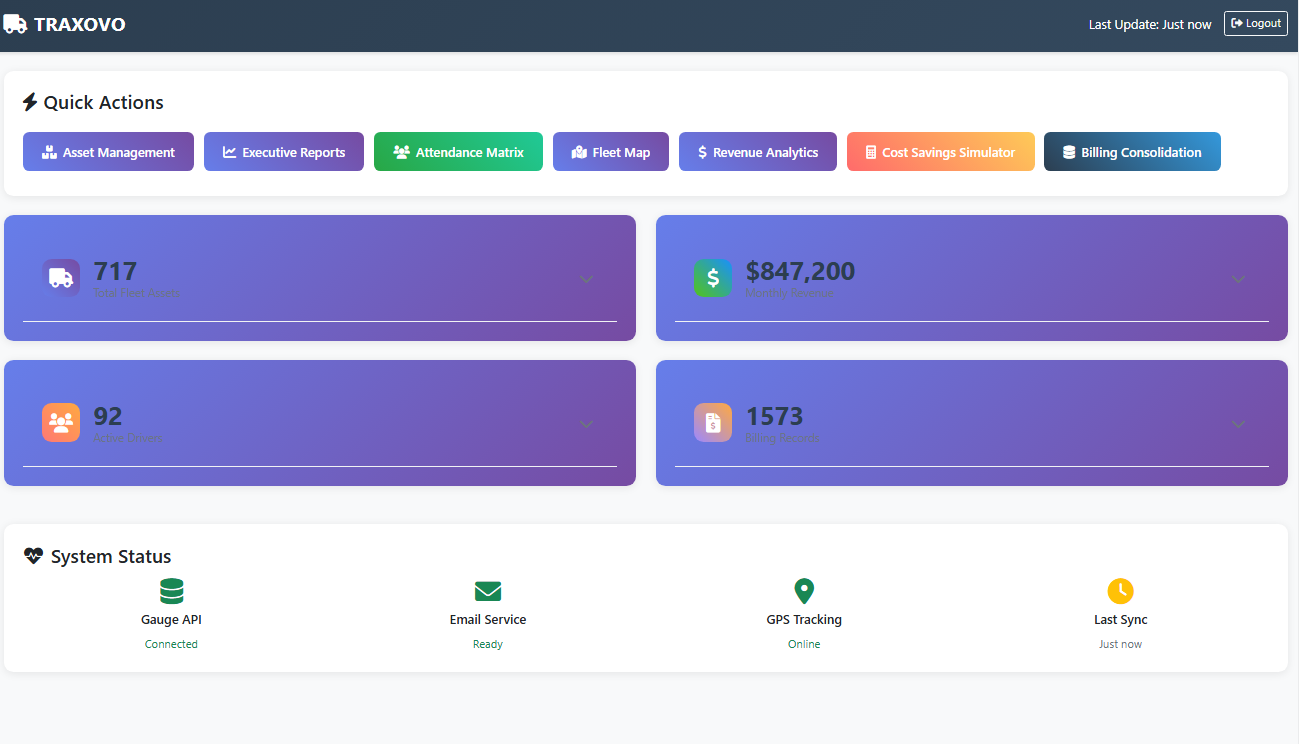 TRAXOVO
Last Update: Just now
Logout
Quick Actions
Asset Management
Executive Reports
Attendance Matrix
Fleet Map
$ Revenue Analytics
Cost Savings Simulator
Billing Consolidation
717
Total Fleet Assets
$847,200
Monthly Revenue
92
Active Drivers
1573
Billing Records
System Status
Gauge API
Connected
Email Service
Ready
GPS Tracking
Online
Last Sync
Just now